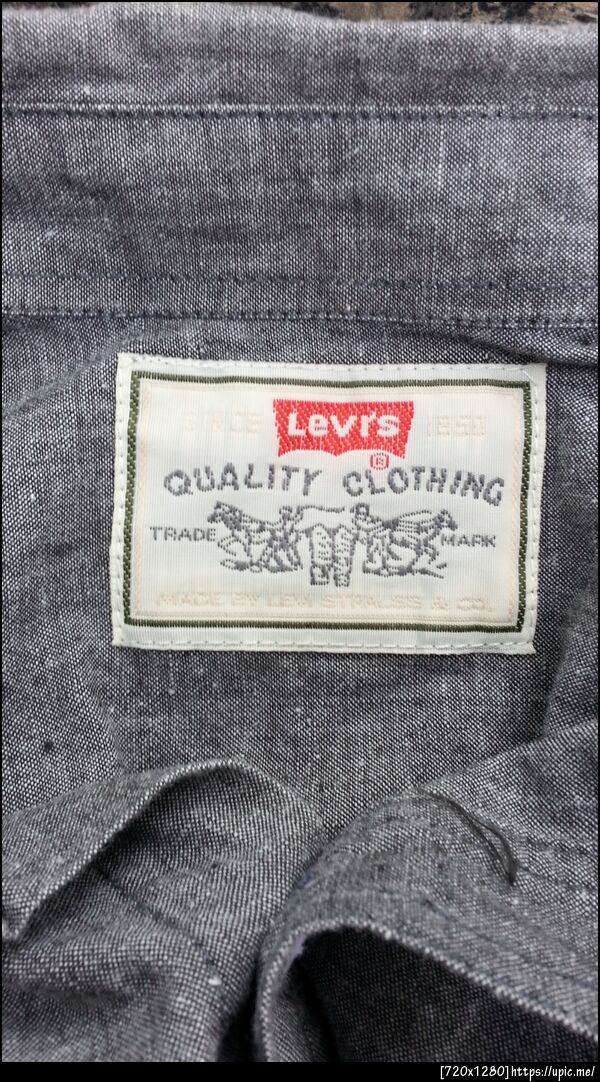 SINCE Levi's 1850
®
QUALITY CLOTHING
TRADE MARK
MADE BY LEVI STRAUSS & CO.
[720x1280]https://upic.me/